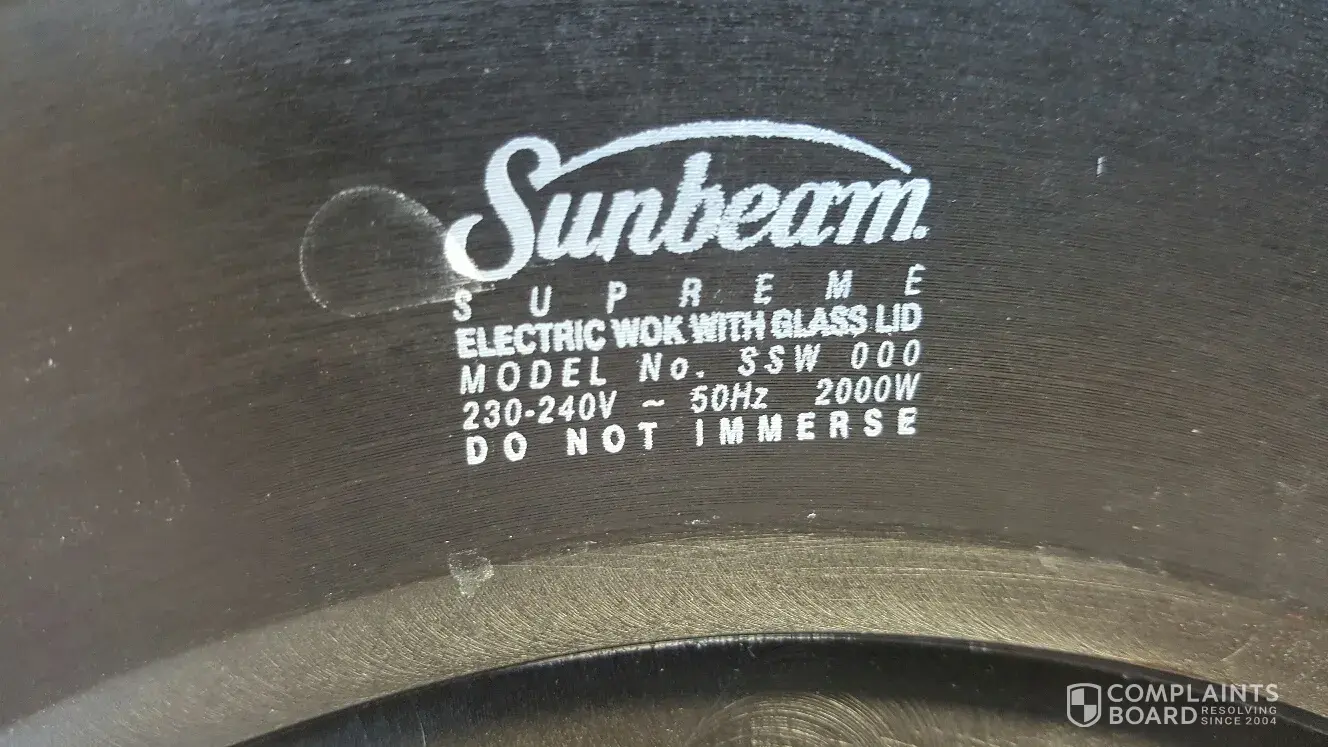 Sunbeam.
SUPREME
ELECTRIC WOK WITH GLASS LID
MODEL No. SSW 000
230-240V ~ 50Hz 2000W
DO NOT IMMERSE
COMPLAINTS
BOARD RESOLVING
SINCE 2004